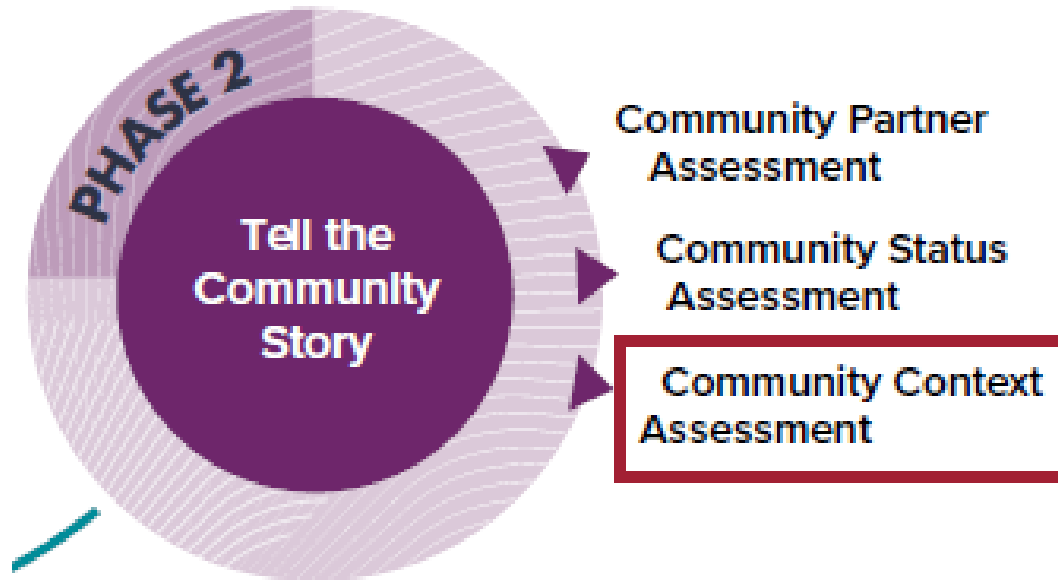 PHASE 2
Tell the
Community
Story
Community Partner
Assessment
Community Status
Assessment
Community Context
Assessment